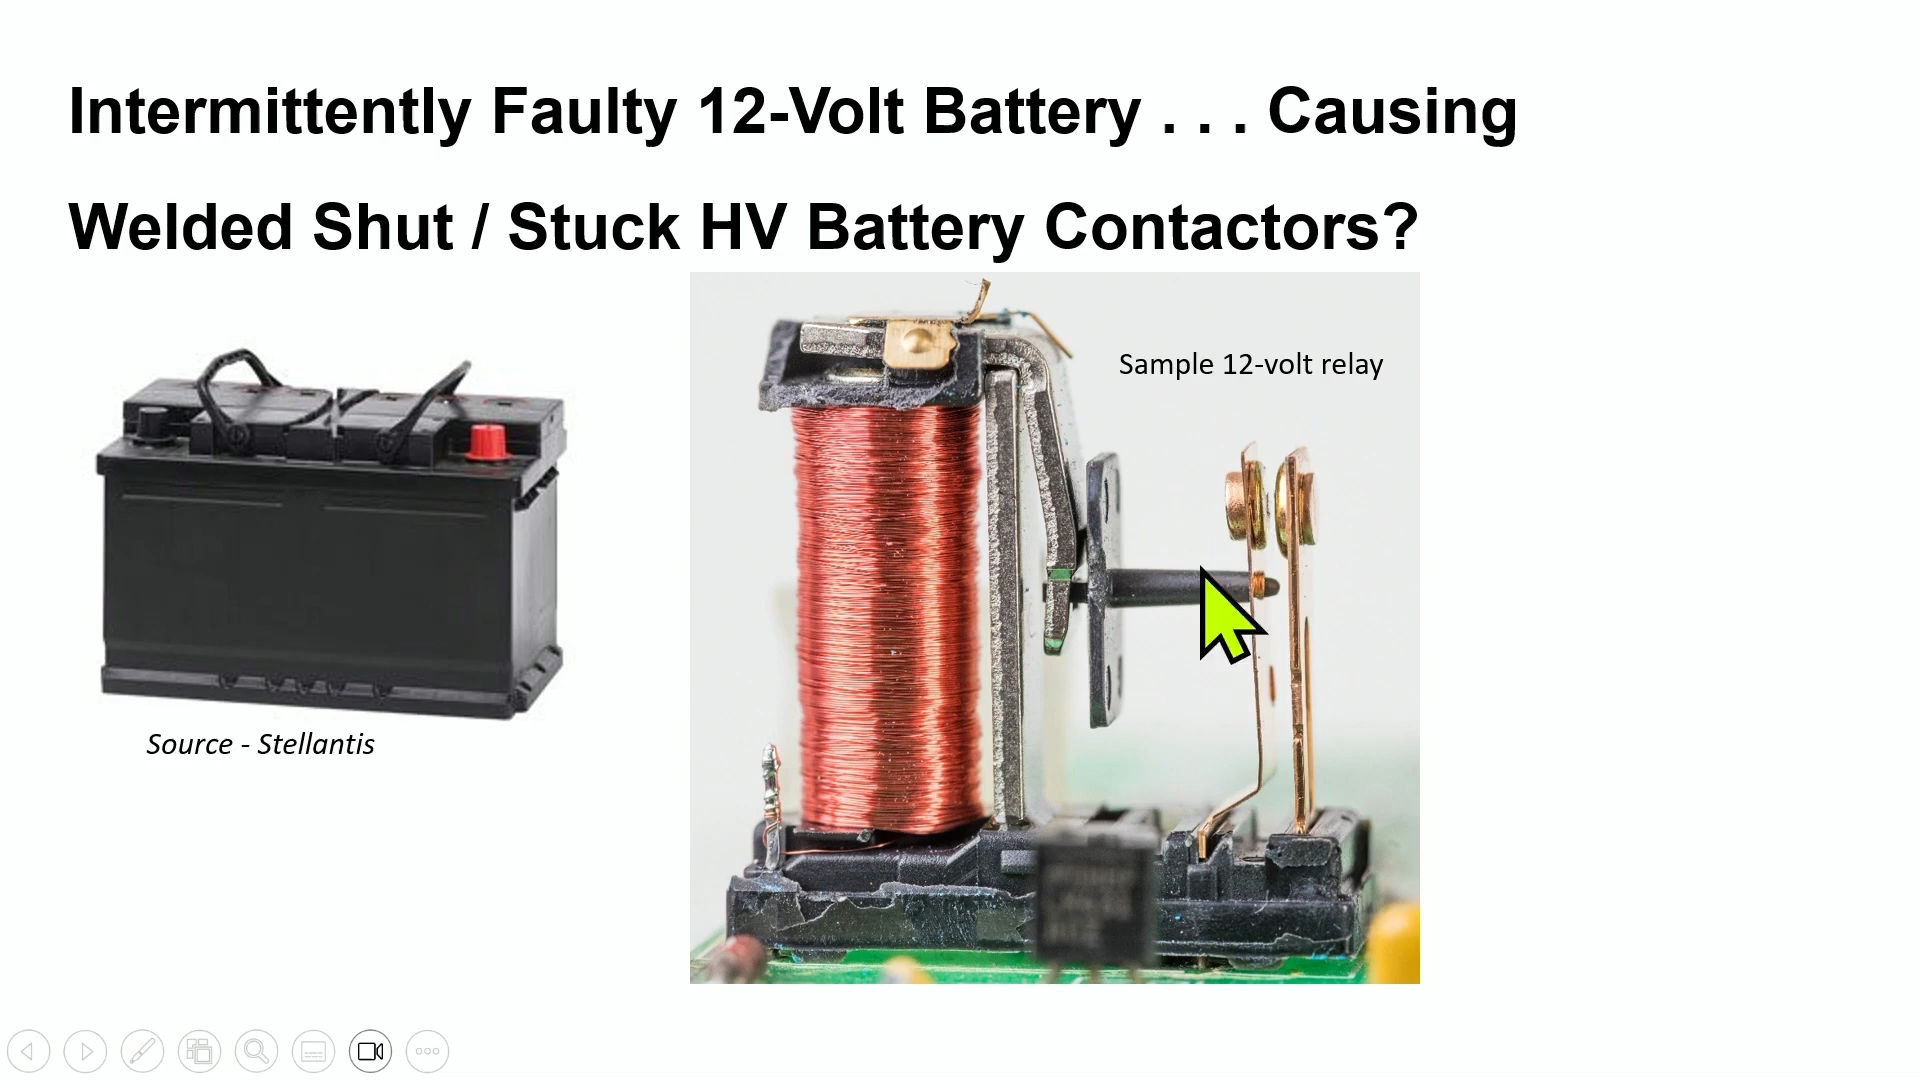 Intermittently Faulty 12-Volt Battery . . . Causing
Welded Shut / Stuck HV Battery Contactors?
Sample 12-volt relay
Source - Stellantis